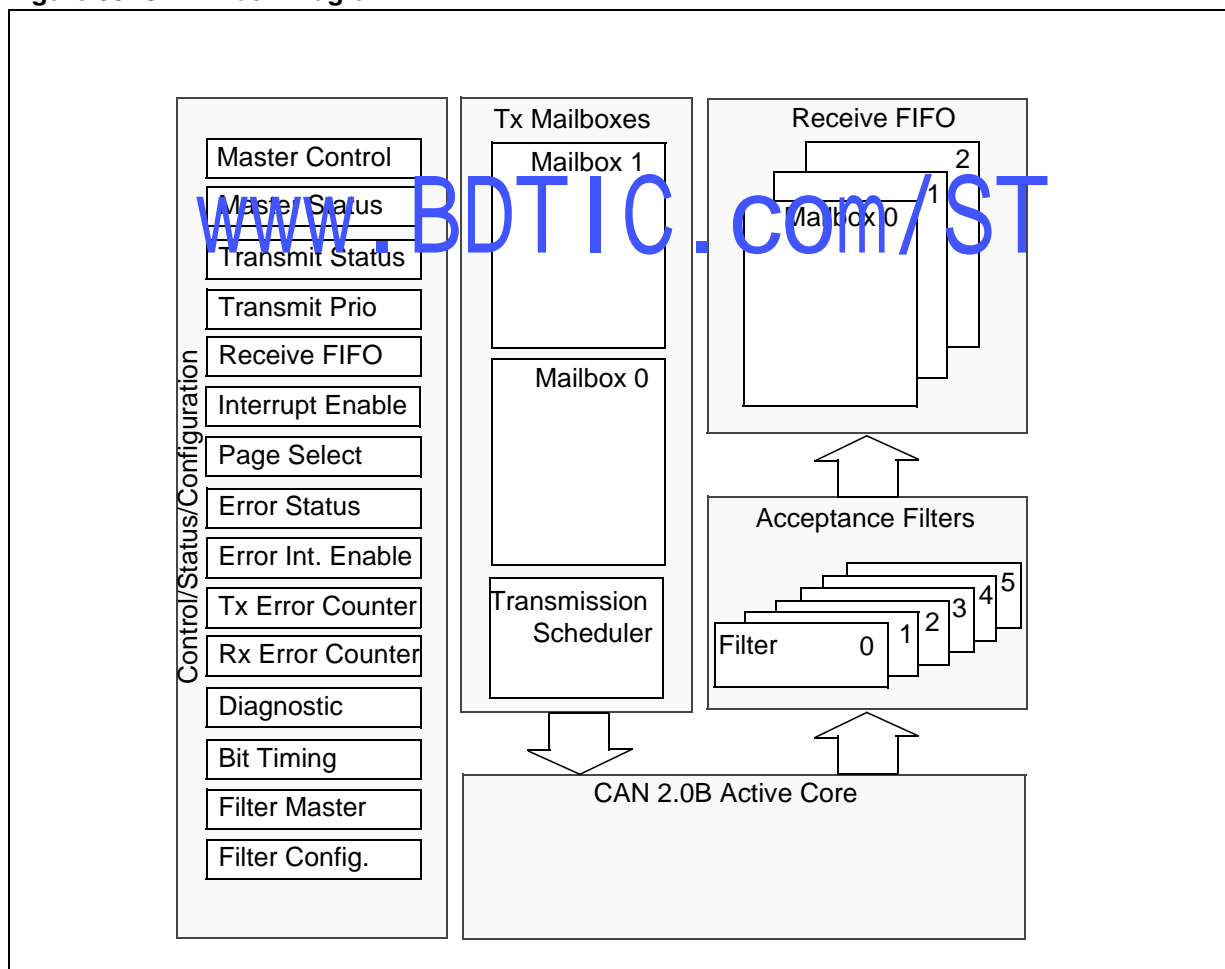 Control/Status/Configuration
Master Control
Master Status
Transmit Status
Transmit Prio
Receive FIFO
Interrupt Enable
Page Select
Error Status
Error Int. Enable
Tx Error Counter
Rx Error Counter
Diagnostic
Bit Timing
Filter Master
Filter Config.
Tx Mailboxes
Mailbox 1
Mailbox 0
Transmission
Scheduler
Receive FIFO
2
1
Mailbox 0
www.BDTIC.com/ST
Acceptance Filters
5
4
3
2
1
Filter 0
CAN 2.0B Active Core